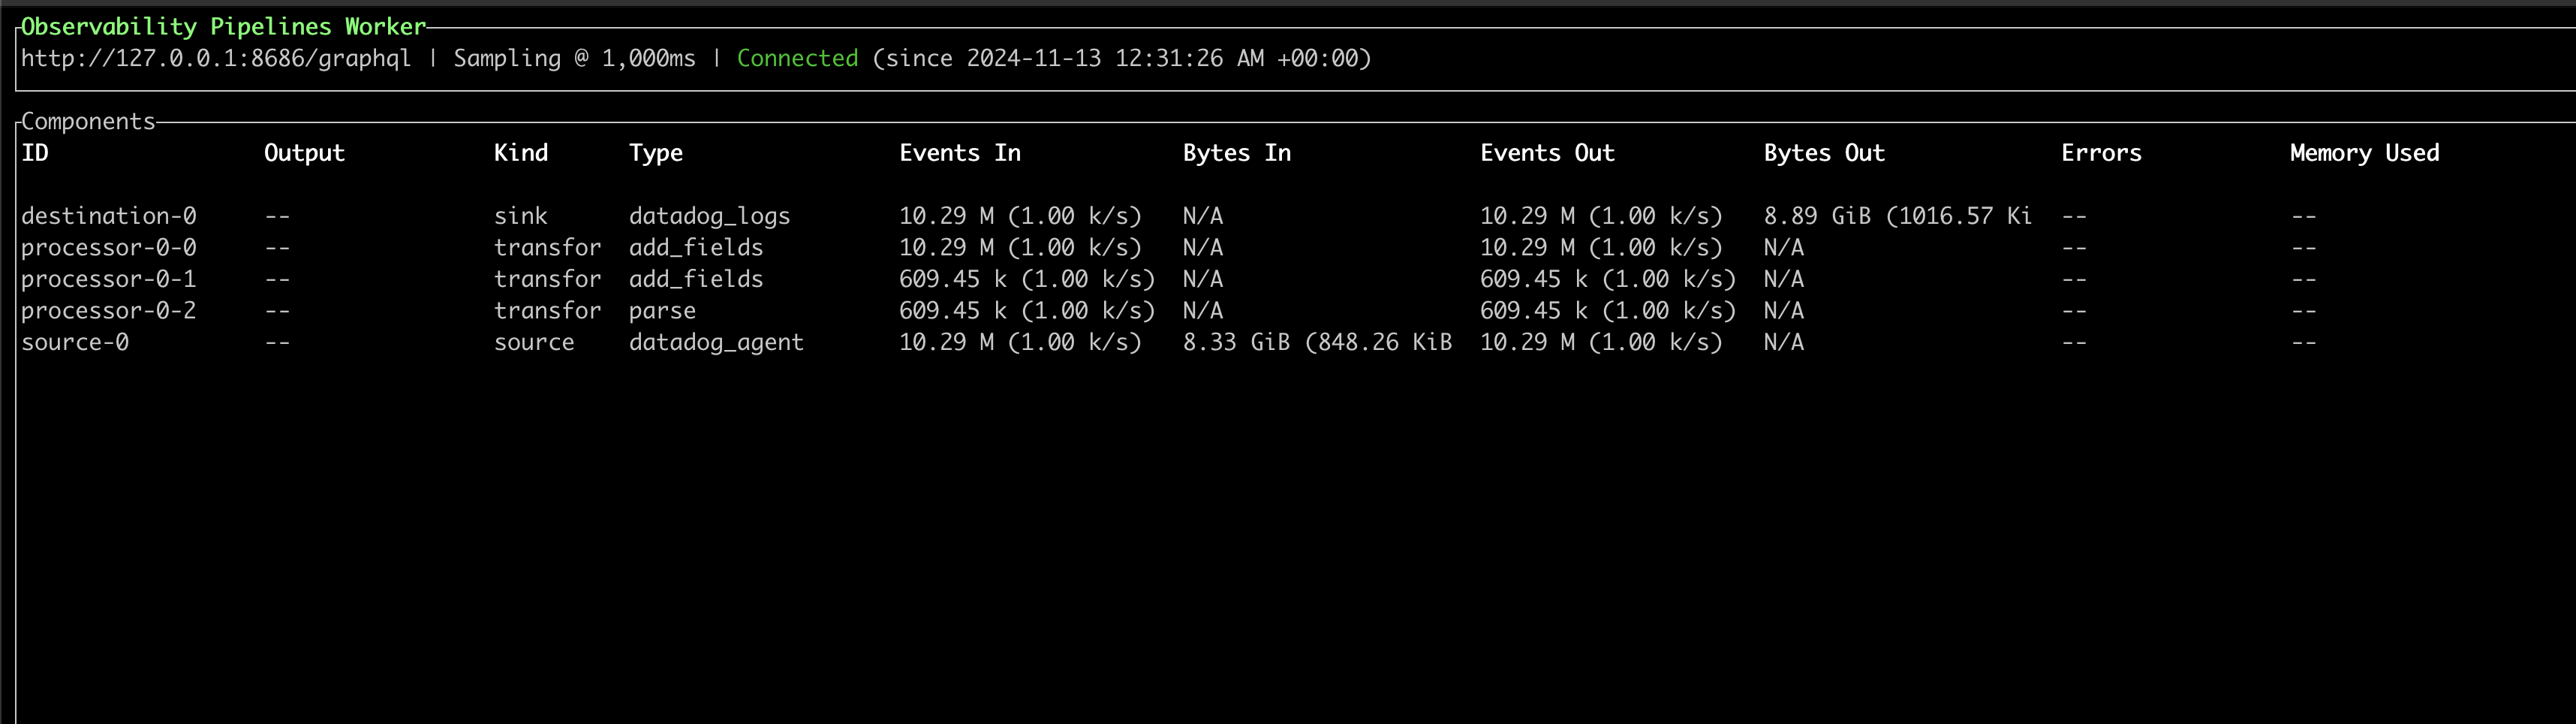 Observability Pipelines Worker
http://127.0.0.1:8686/graphql | Sampling @ 1,000ms | Connected (since 2024-11-13 12:31:26 AM +00:00)
Components
ID Output Kind Type Events In Bytes In Events Out Bytes Out Errors Memory Used
destination-0 -- sink datadog_logs 10.29 M (1.00 k/s) N/A 10.29 M (1.00 k/s) 8.89 GiB (1016.57 Ki -- --
processor-0-0 -- transfor add_fields 10.29 M (1.00 k/s) N/A 10.29 M (1.00 k/s) N/A -- --
processor-0-1 -- transfor add_fields 609.45 k (1.00 k/s) N/A 609.45 k (1.00 k/s) N/A -- --
processor-0-2 -- transfor parse 609.45 k (1.00 k/s) N/A 609.45 k (1.00 k/s) N/A -- --
source-0 -- source datadog_agent 10.29 M (1.00 k/s) 8.33 GiB (848.26 KiB 10.29 M (1.00 k/s) N/A -- --